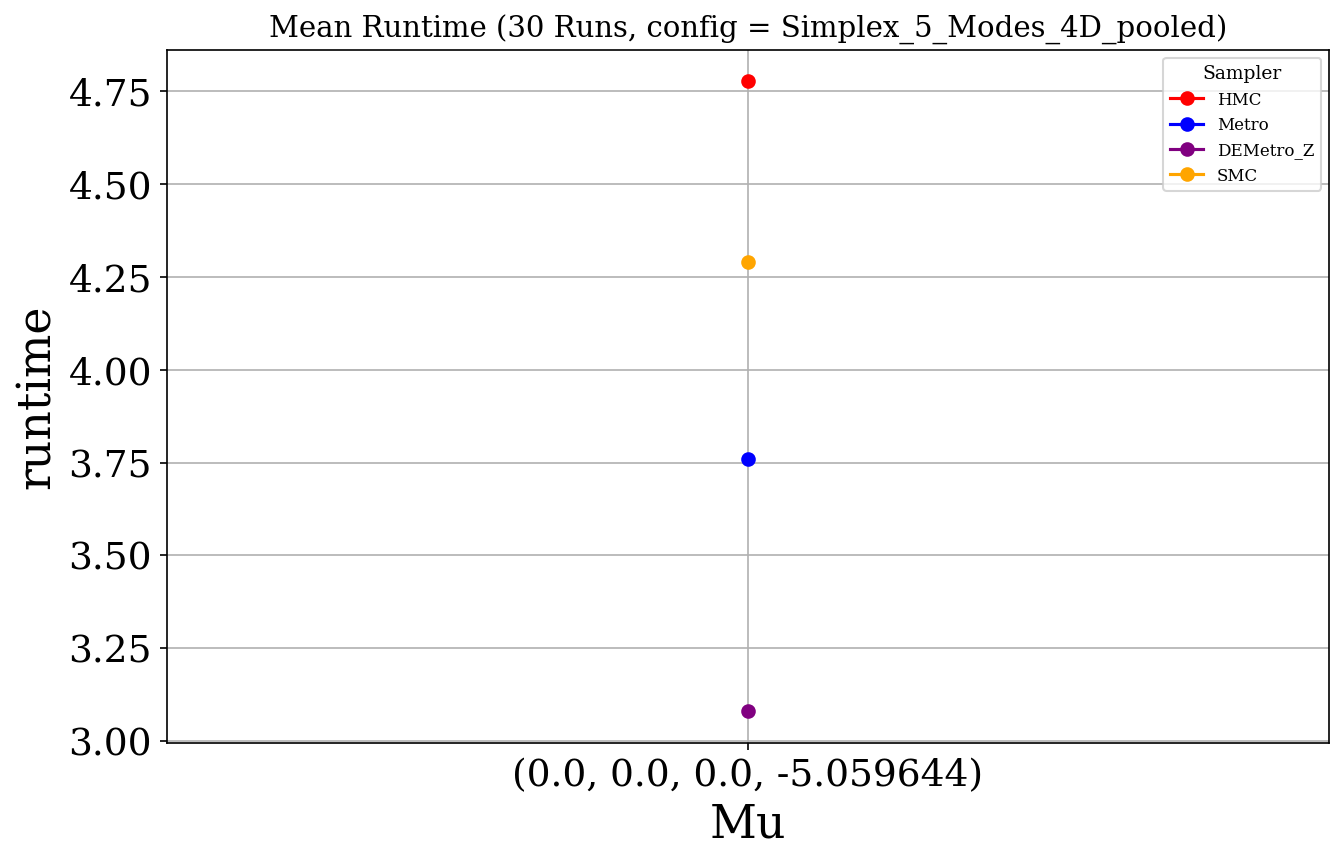 Mean Runtime (30 Runs, config = Simplex_5_Modes_4D_pooled)
Sampler
HMC
Metro
DEMetro_Z
SMC
runtime
4.75
4.50
4.25
4.00
3.75
3.50
3.25
3.00
(0.0, 0.0, 0.0, -5.059644)
Mu